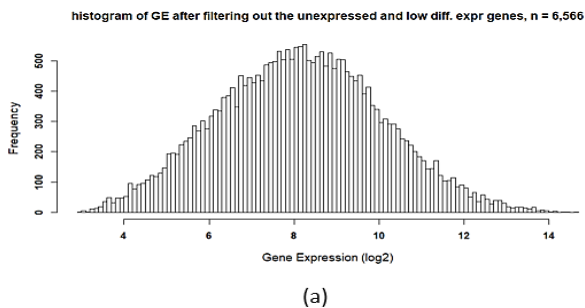 histogram of GE after filtering out the unexpressed and low diff. expr genes, n = 6,566
Frequency
500
400
300
200
100
0
4 6 8 10 12 14
Gene Expression (log2)
(a)